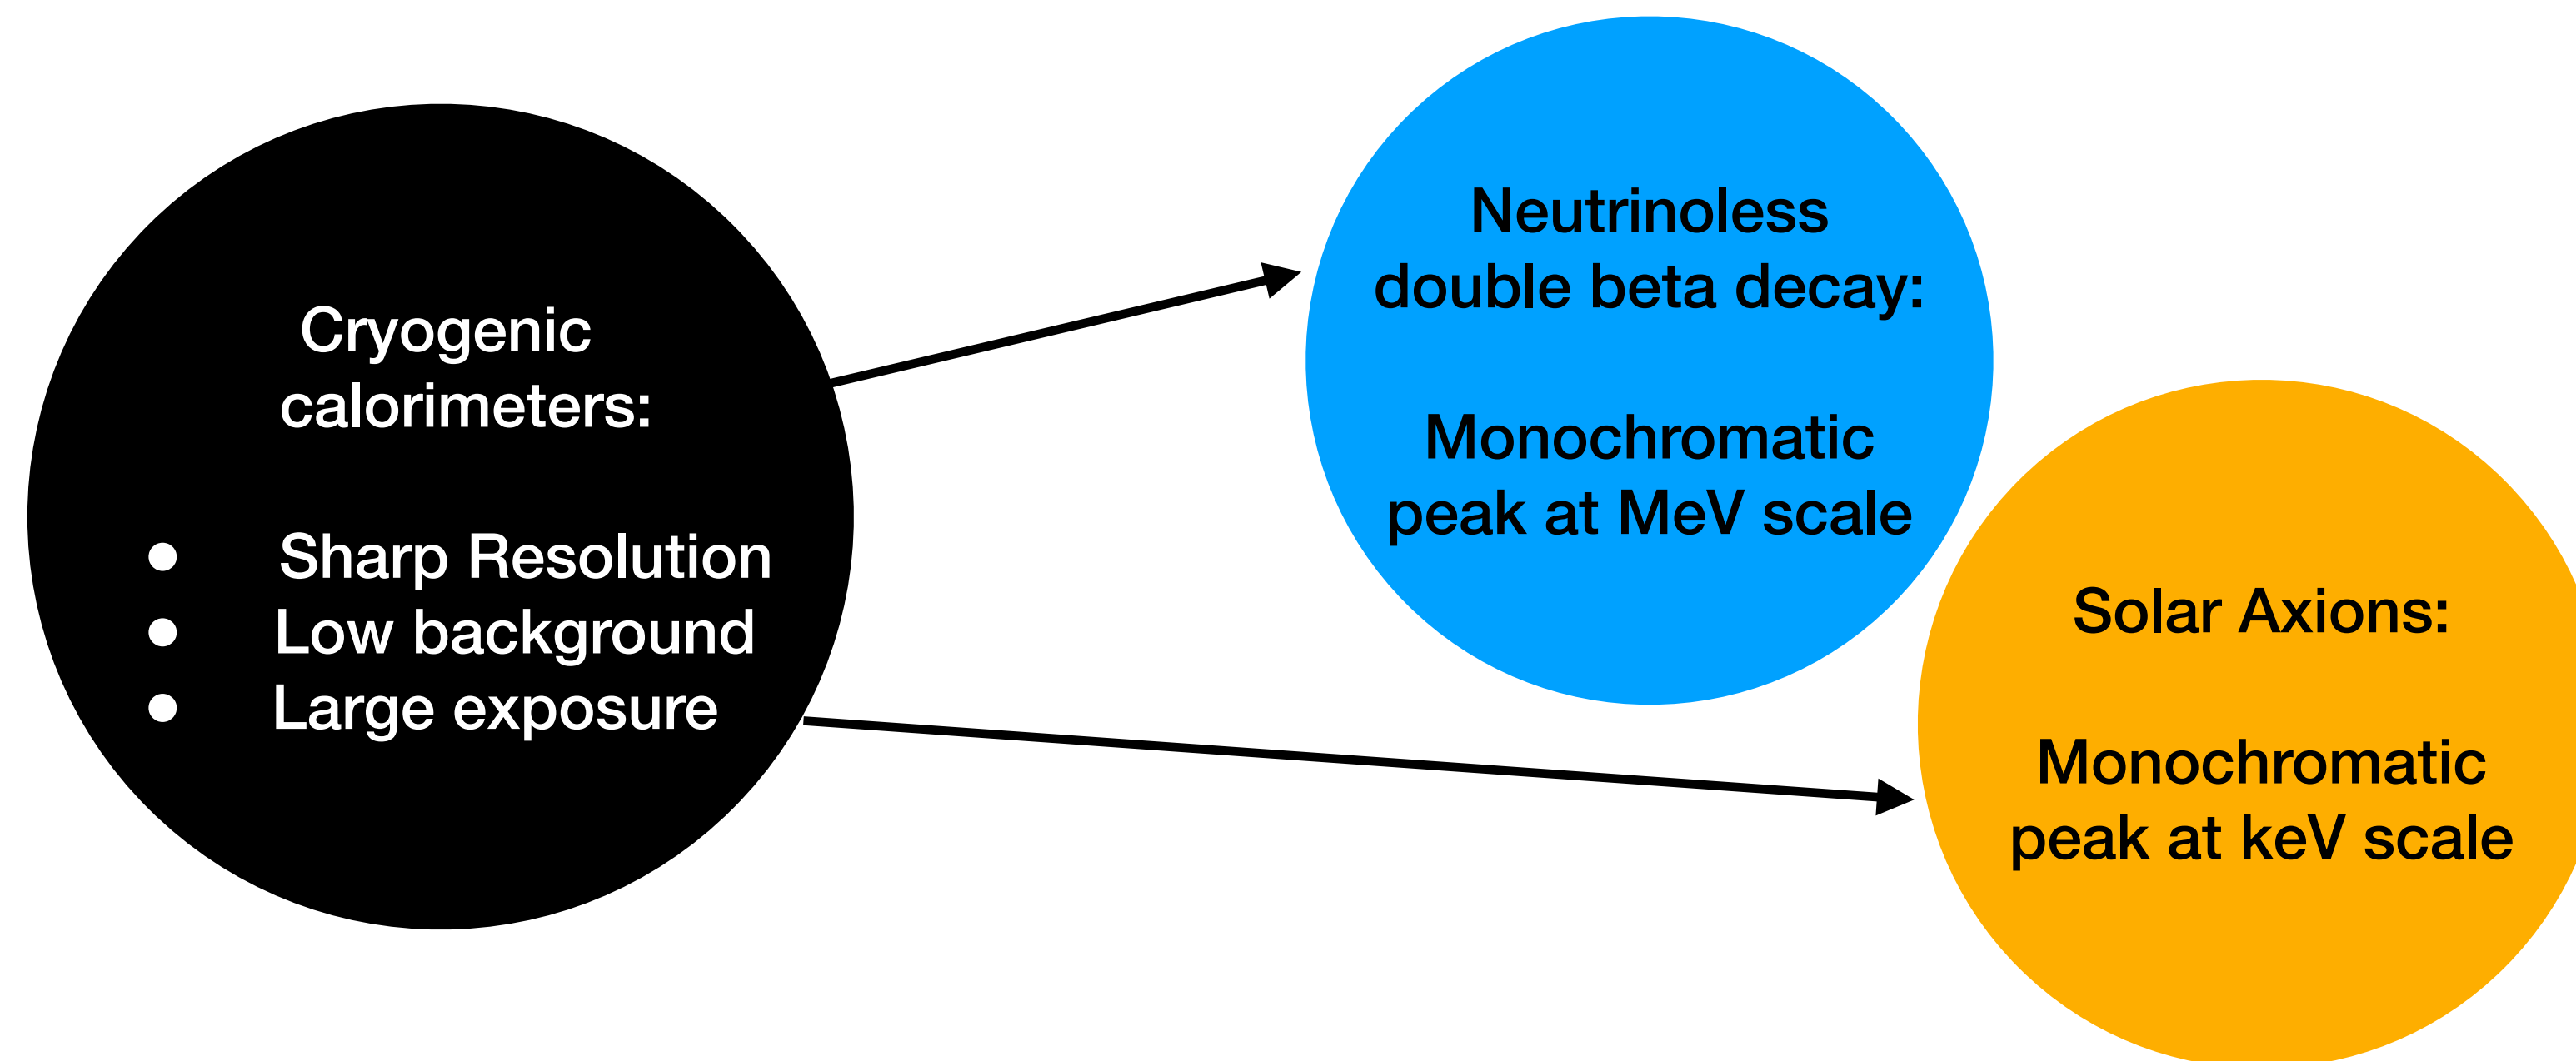 Cryogenic
calorimeters:
● Sharp Resolution
● Low background
● Large exposure
Neutrinoless
double beta decay:
Monochromatic
peak at MeV scale
Solar Axions:
Monochromatic
peak at keV scale